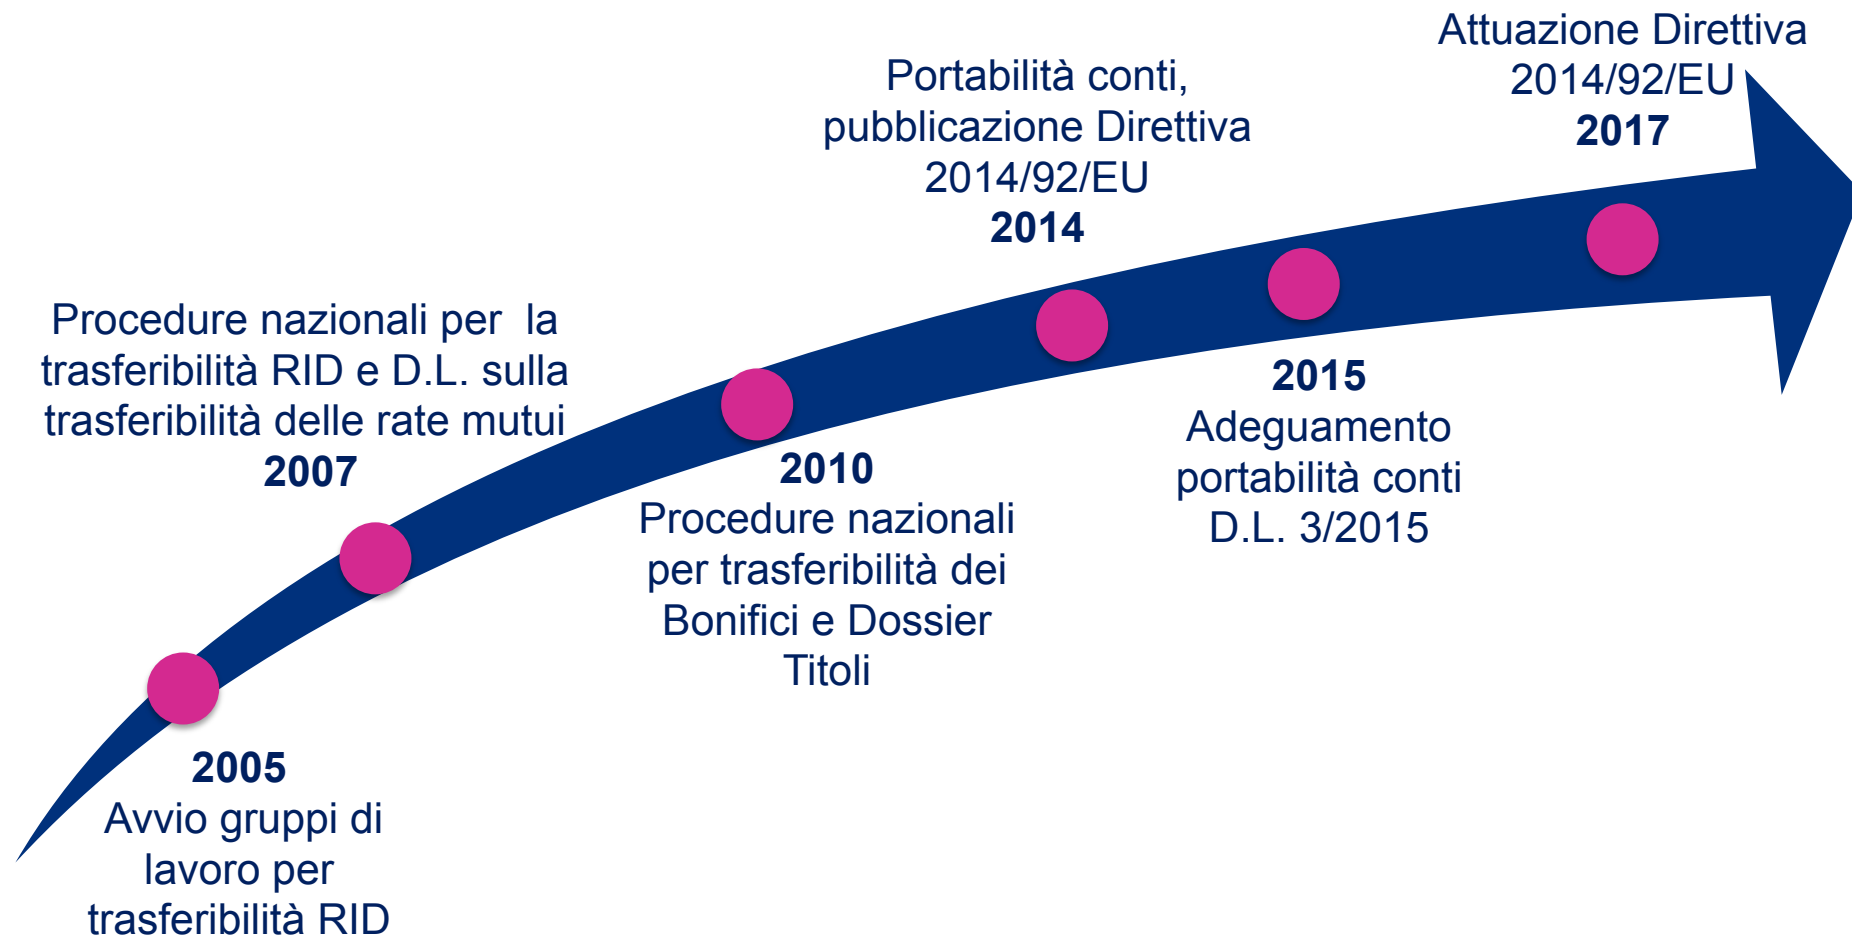 Attuazione Direttiva
2014/92/EU
2017
Portabilità conti,
pubblicazione Direttiva
2014/92/EU
2014
Procedure nazionali per  la
trasferibilità RID e D.L. sulla
trasferibilità delle rate mutui
2007
2015
Adeguamento
portabilità conti
D.L. 3/2015
2010
Procedure nazionali
per trasferibilità dei
Bonifici e Dossier
Titoli
2005
Avvio gruppi di
lavoro per
trasferibilità RID